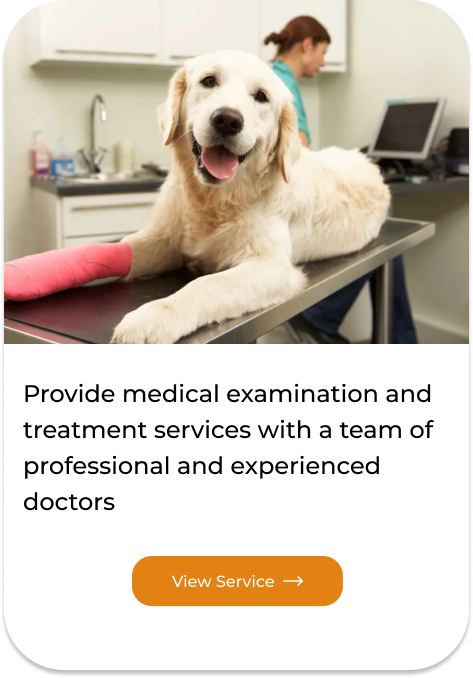 Provide medical examination and
treatment services with a team of
professional and experienced
doctors
View Service →